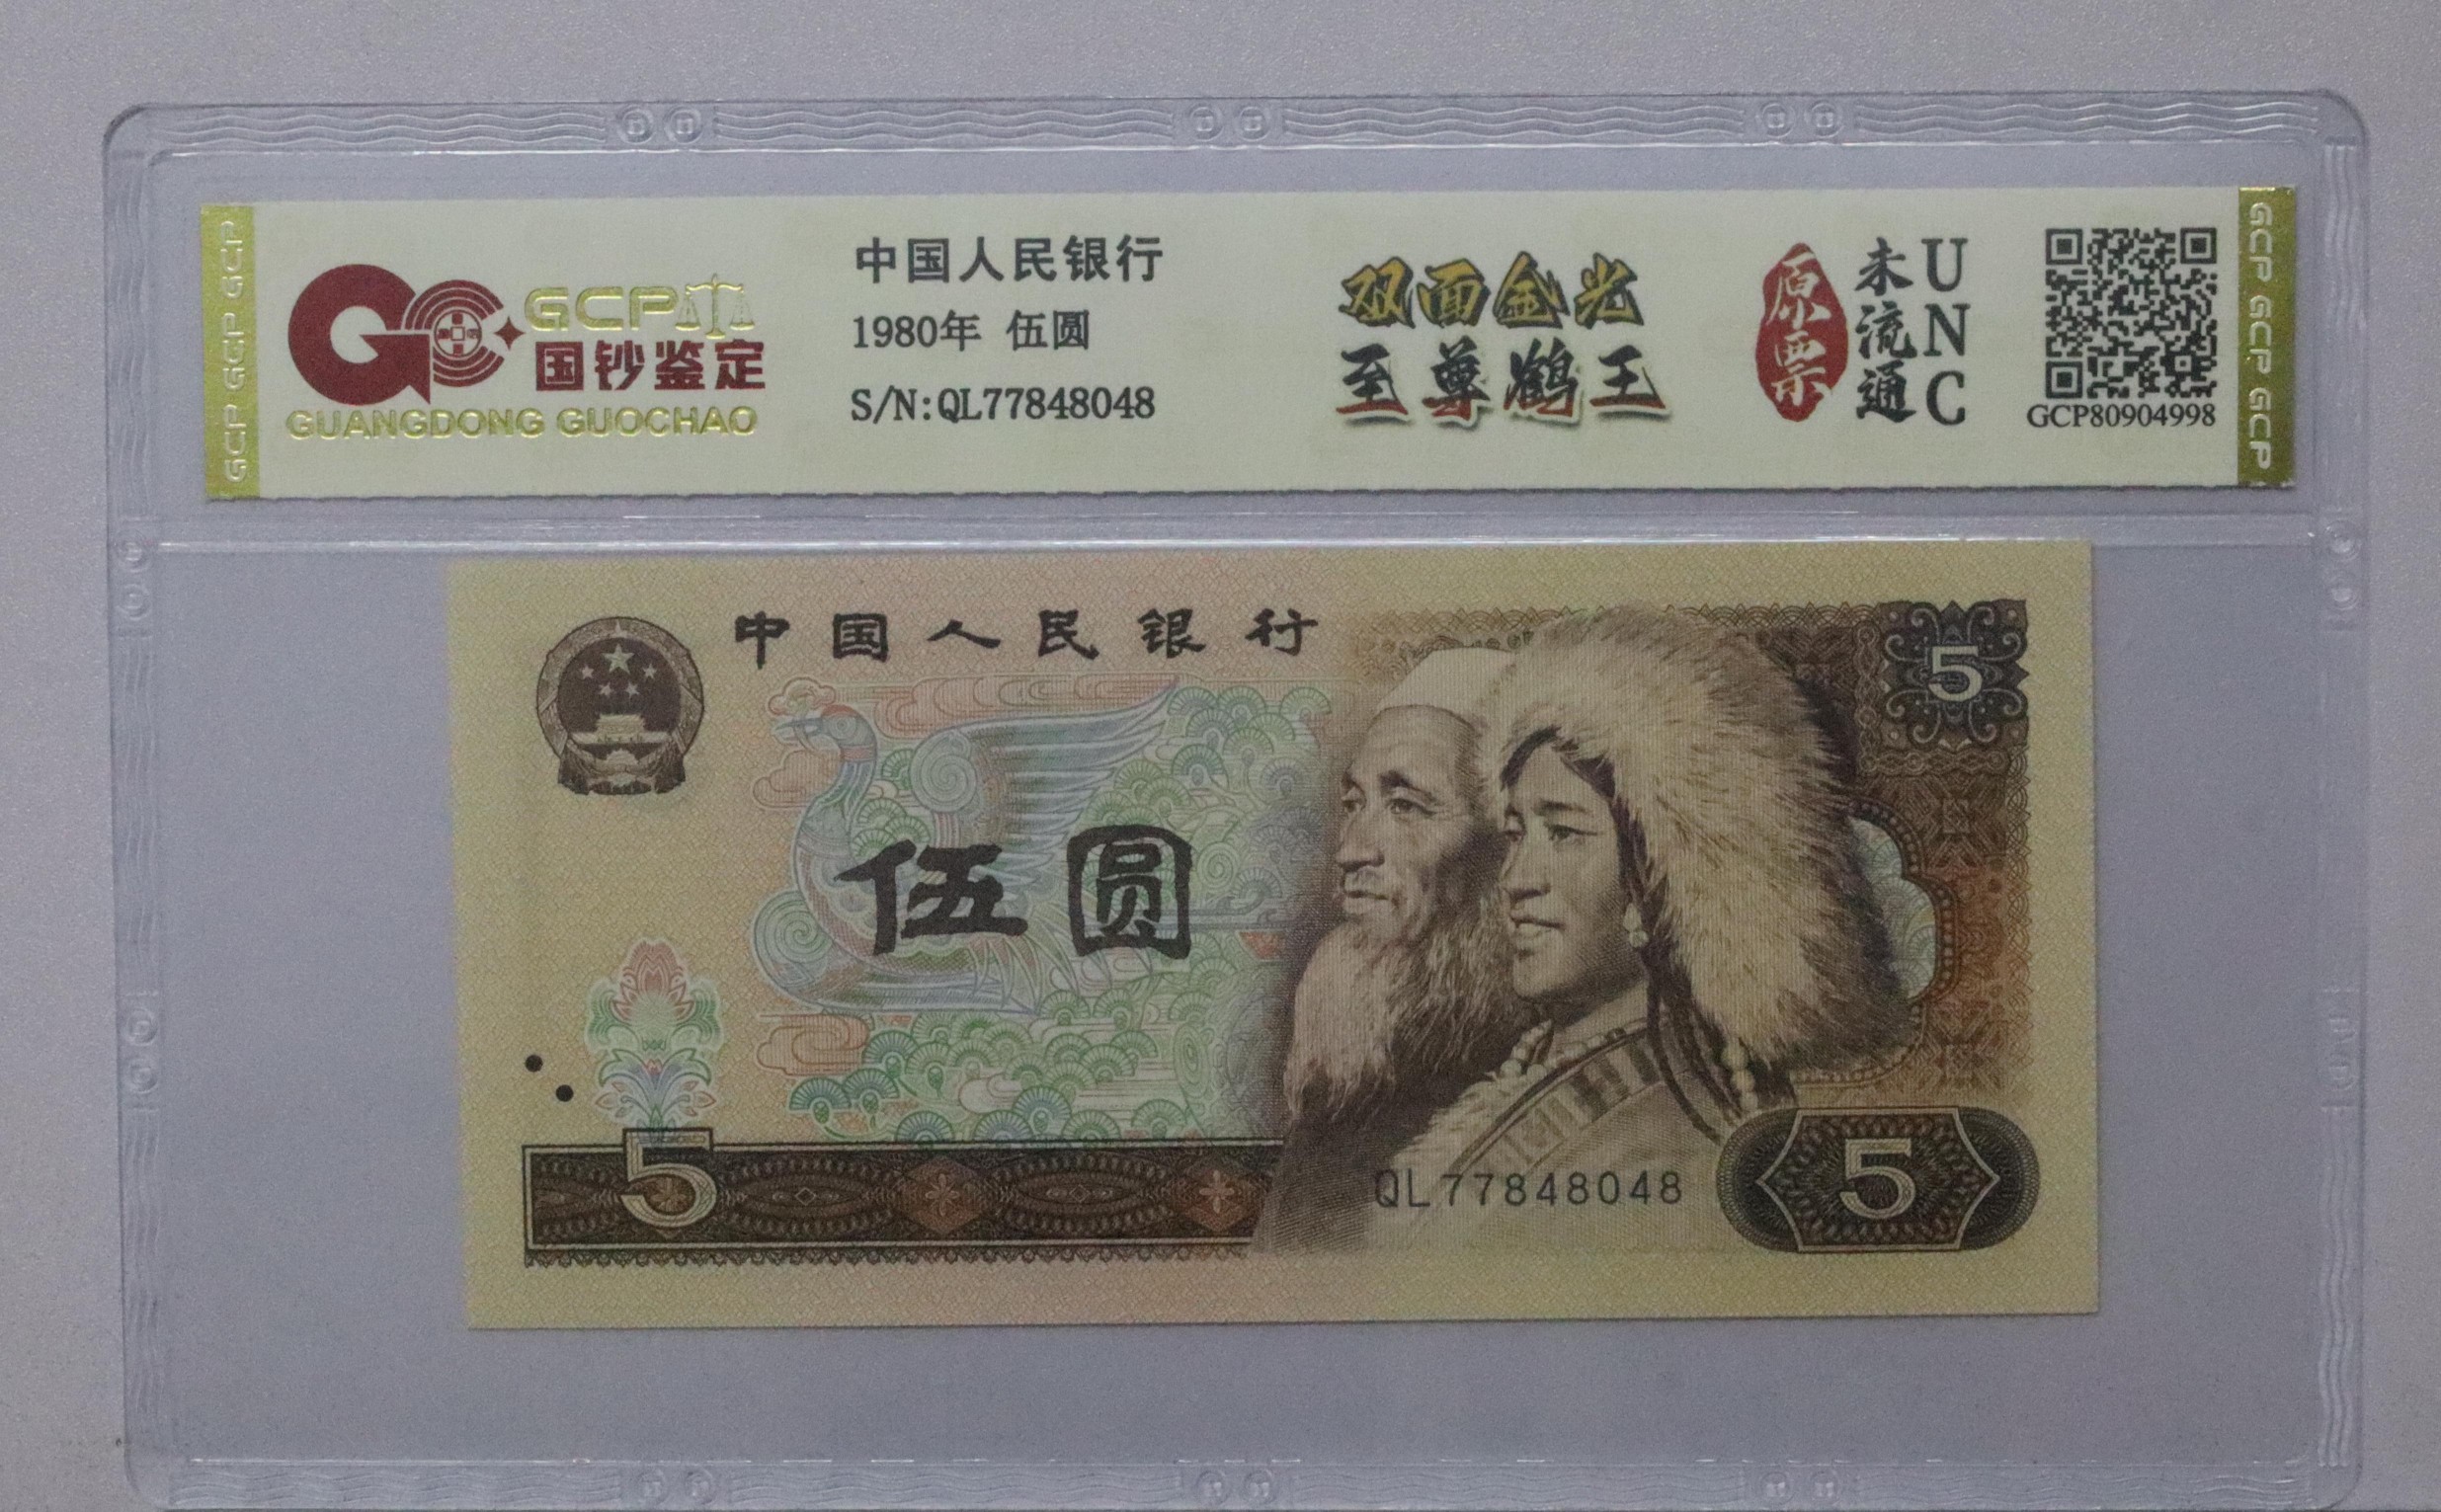 GCP GCP GCP
GCP
国钞鉴定
GUANGDONG GUOCHAO
中国人民银行
1980年 伍圆
S/N:QL77848048
双面金光
至尊鹤王
原票
未流通
UNC
GCP80904998
GCP GCP GCP
中国人民银行
5
伍圆
5
QL77848048
5